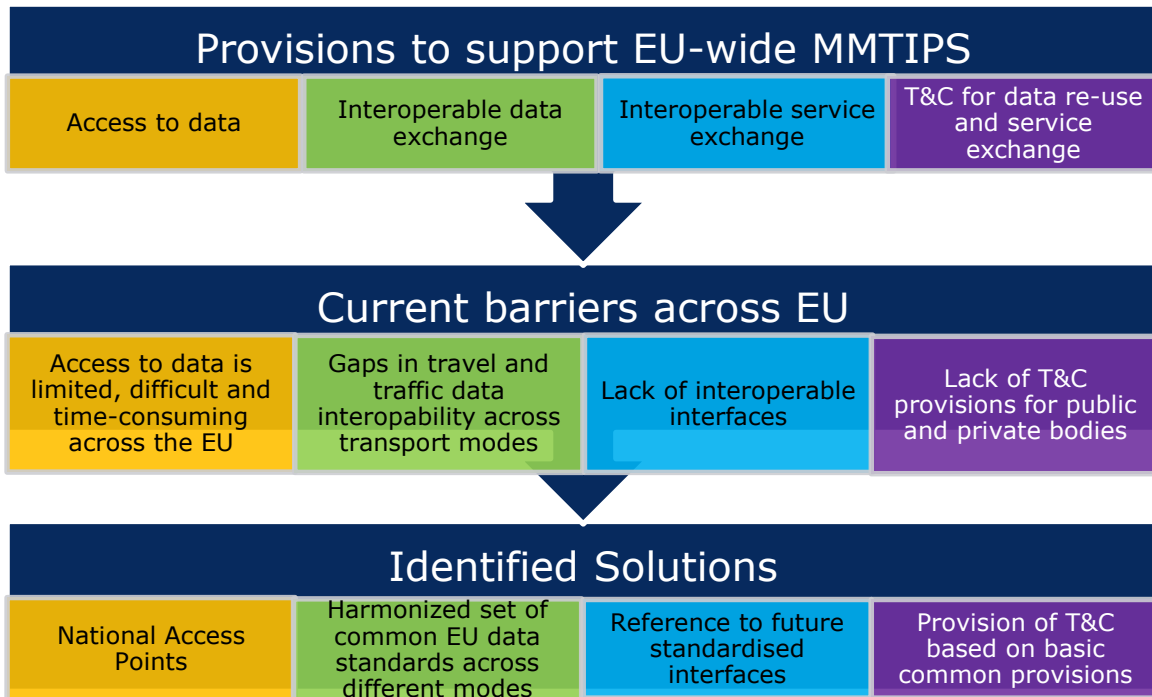 Provisions to support EU-wide MMTIPS
Access to data
Interoperable data
exchange
Interoperable service
exchange
T&C for data re-use
and service
exchange
Current barriers across EU
Access to data is
limited, difficult and
time-consuming
across the EU
Gaps in travel and
traffic data
interopability across
transport modes
Lack of interoperable
interfaces
Lack of T&C
provisions for public
and private bodies
Identified Solutions
National Access
Points
Harmonized set of
common EU data
standards across
different modes
Reference to future
standardised
interfaces
Provision of T&C
based on basic
common provisions